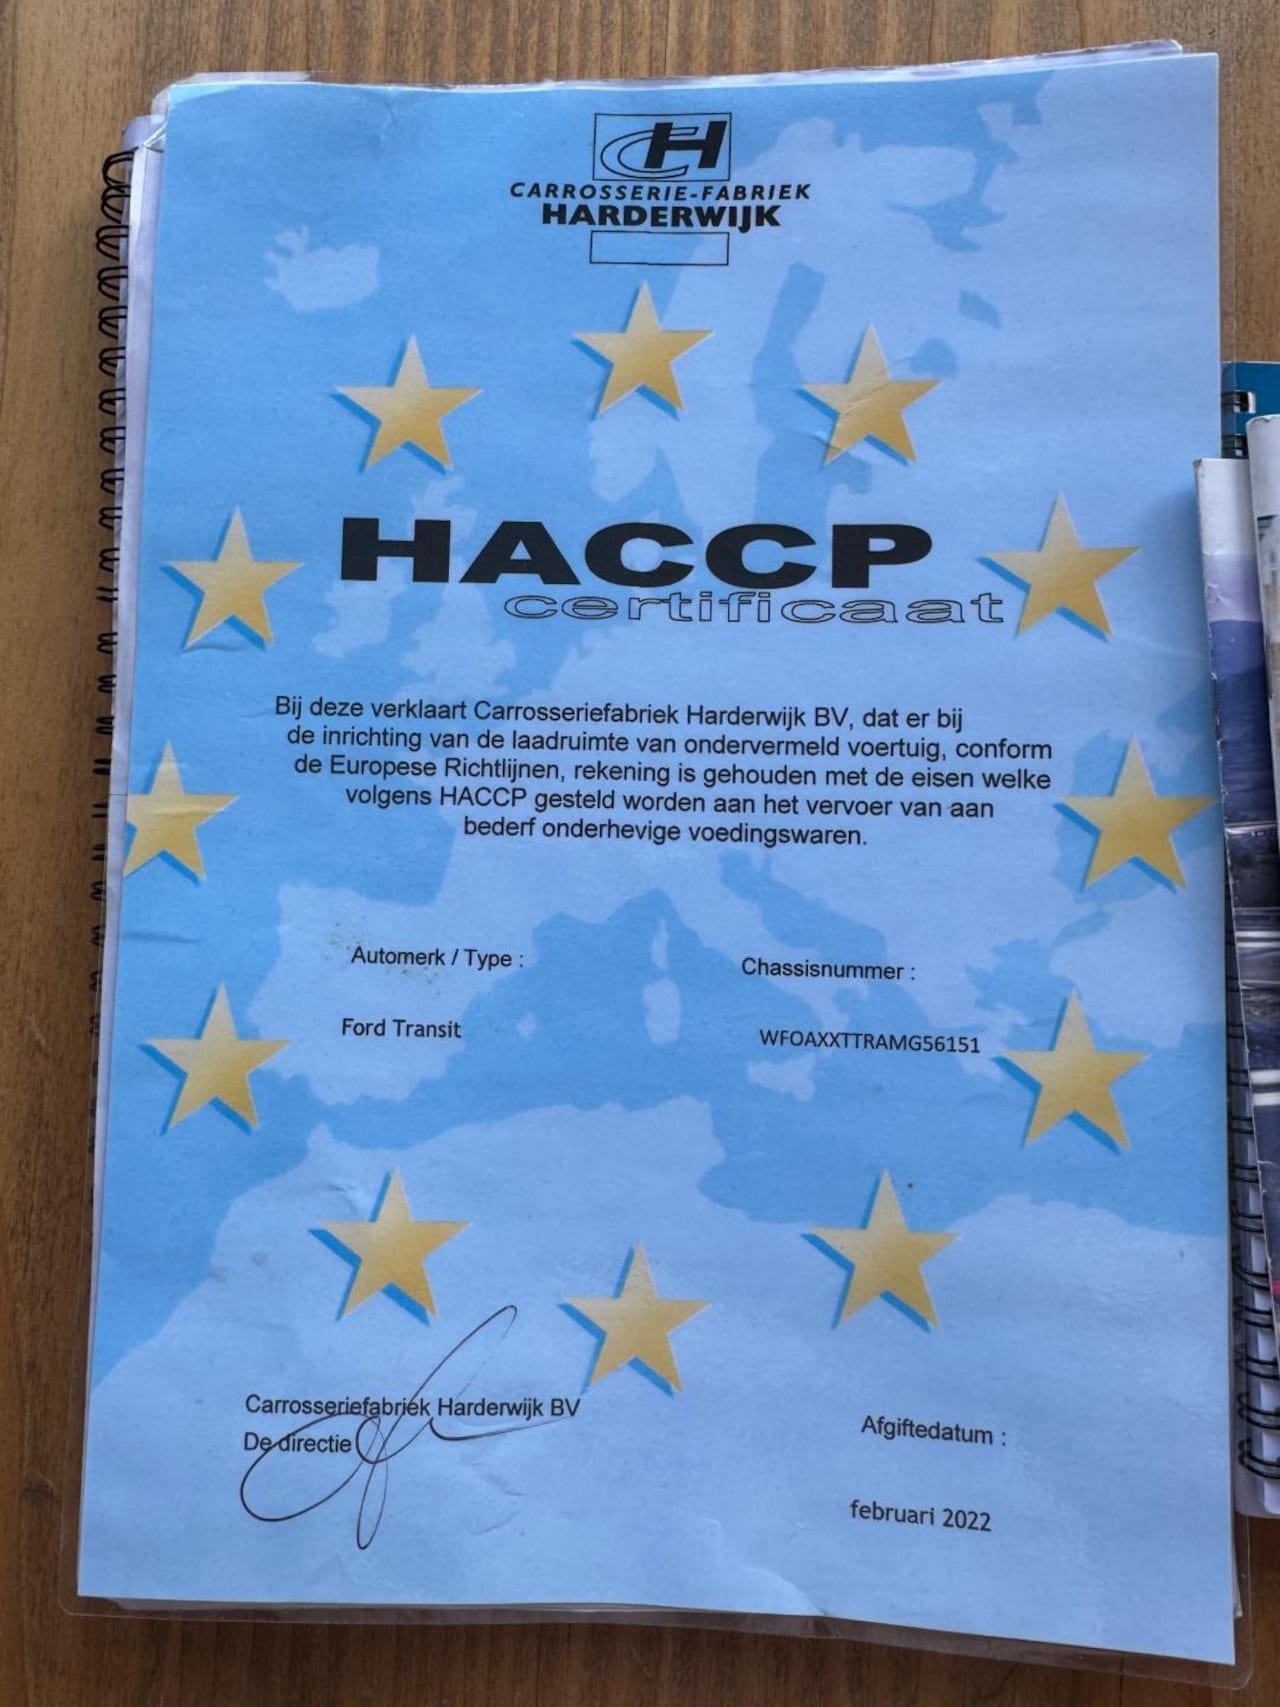 CH
CARROSSERIE-FABRIEK
HARDERWIJK
HACCP
certificaat
Bij deze verklaart Carrosseriefabriek Harderwijk BV, dat er bij
de inrichting van de laadruimte van ondervermeld voertuig, conform
de Europese Richtlijnen, rekening is gehouden met de eisen welke
volgens HACCP gesteld worden aan het vervoer van aan
bederf onderhevige voedingswaren.
Automerk / Type :
Chassisnummer :
Ford Transit
WFOAXXTTRAMG56151
Carrosseriefabriek Harderwijk BV
De directie
Afgiftedatum :
februari 2022